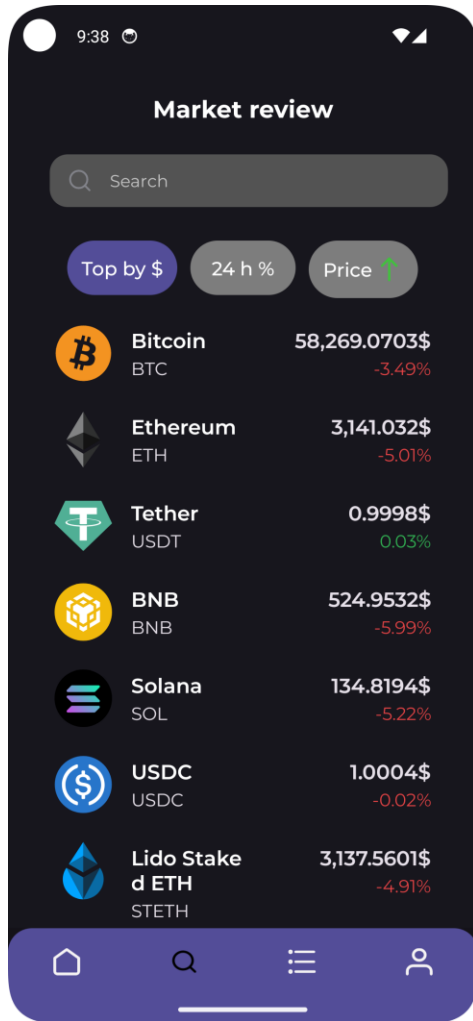 9:38
Market review
Search
Top by $
24 h %
Price
Bitcoin
58,269.0703$
BTC
-3.49%
Ethereum
3,141.032$
ETH
-5.01%
Tether
0.9998$
USDT
0.03%
BNB
524.9532$
BNB
-5.99%
Solana
134.8194$
SOL
-5.22%
USDC
1.0004$
USDC
-0.02%
Lido Stake
d ETH
3,137.5601$
STETH
-4.91%